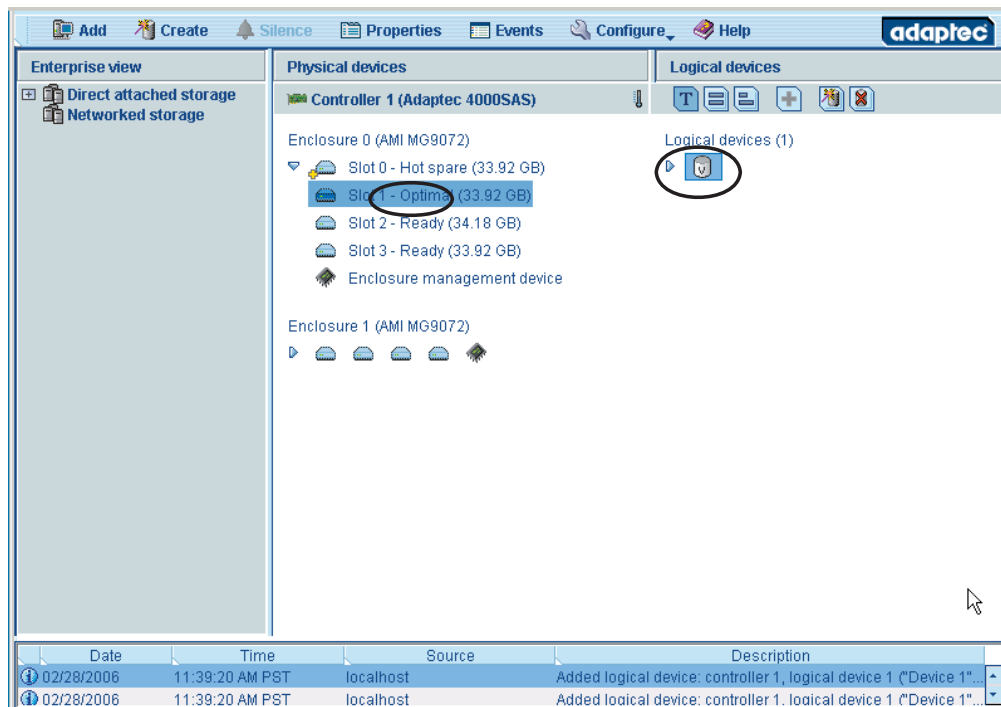 Add Create Silence Properties Events Configure Help adaptec
Enterprise view
Direct attached storage
Networked storage
Physical devices
Controller 1 (Adaptec 4000SAS)
Enclosure 0 (AMI MG9072)
Slot 0 - Hot spare (33.92 GB)
Slot 1 - Optimal (33.92 GB)
Slot 2 - Ready (34.18 GB)
Slot 3 - Ready (33.92 GB)
Enclosure management device
Enclosure 1 (AMI MG9072)
Logical devices
T
Logical devices (1)
v
Date Time Source Description
02/28/2006 11:39:20 AM PST localhost Added logical device: controller 1, logical device 1 ("Device 1"...
02/28/2006 11:39:20 AM PST localhost Added logical device: controller 1, logical device 1 ("Device 1"...